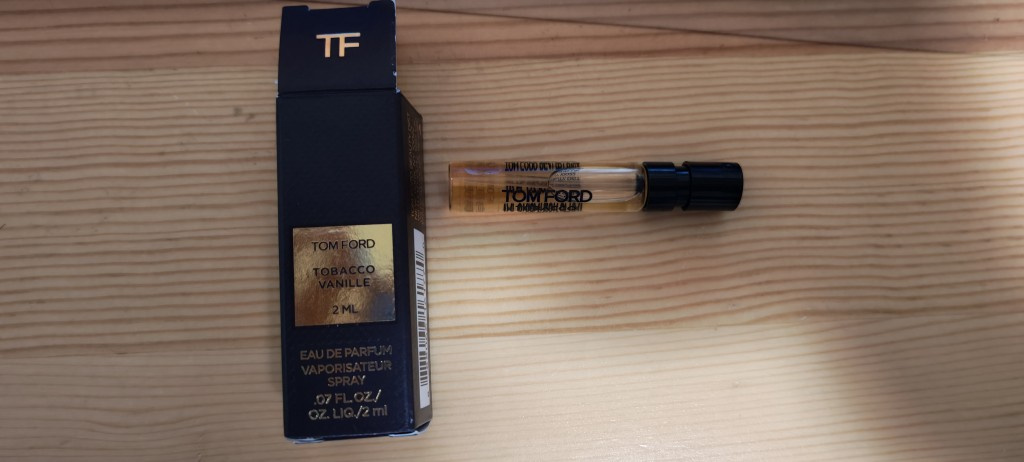 TF
TOM FORD
TOBACCO
VANILLE
2 ML
EAU DE PARFUM
VAPORISATEUR
SPRAY
.07 FL.OZ./
OZ. LIQ./2 ml
TOM FORD